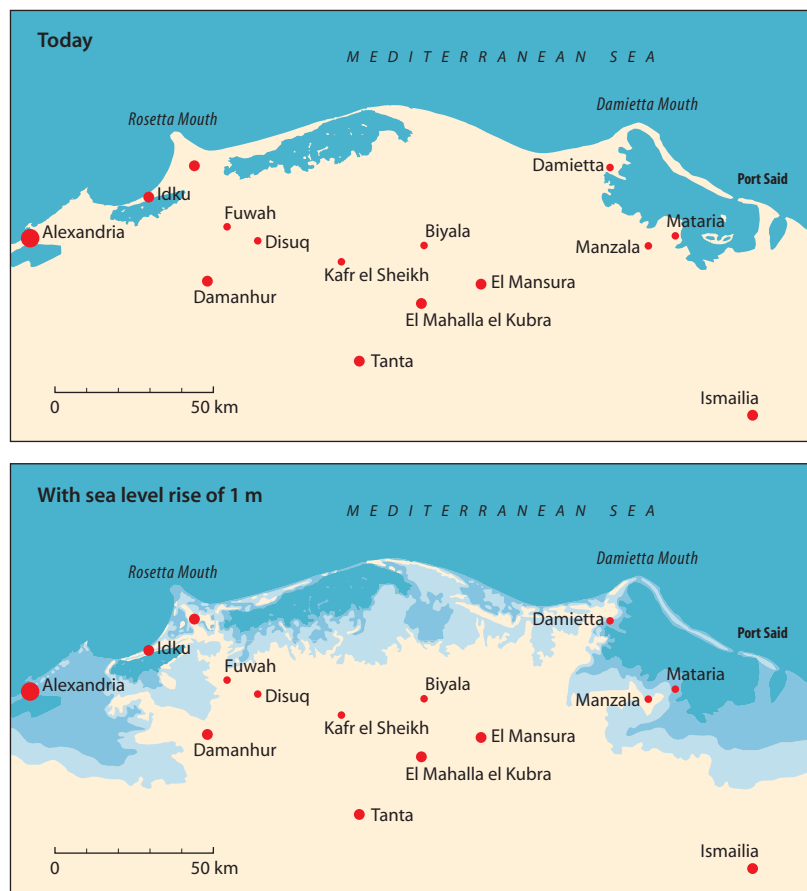 Today
MEDITERRANEAN SEA
Damietta Mouth
Rosetta Mouth
Damietta
Port Said
Idku
Fuwah
Mataria
Alexandria
Disuq
Biyala
Manzala
Kafr el Sheikh
El Mansura
Damanhur
El Mahalla el Kubra
Tanta
0 50 km
Ismailia
With sea level rise of 1 m
MEDITERRANEAN SEA
Damietta Mouth
Rosetta Mouth
Damietta
Port Said
Idku
Fuwah
Mataria
Alexandria
Disuq
Biyala
Manzala
Kafr el Sheikh
El Mansura
Damanhur
El Mahalla el Kubra
Tanta
0 50 km
Ismailia